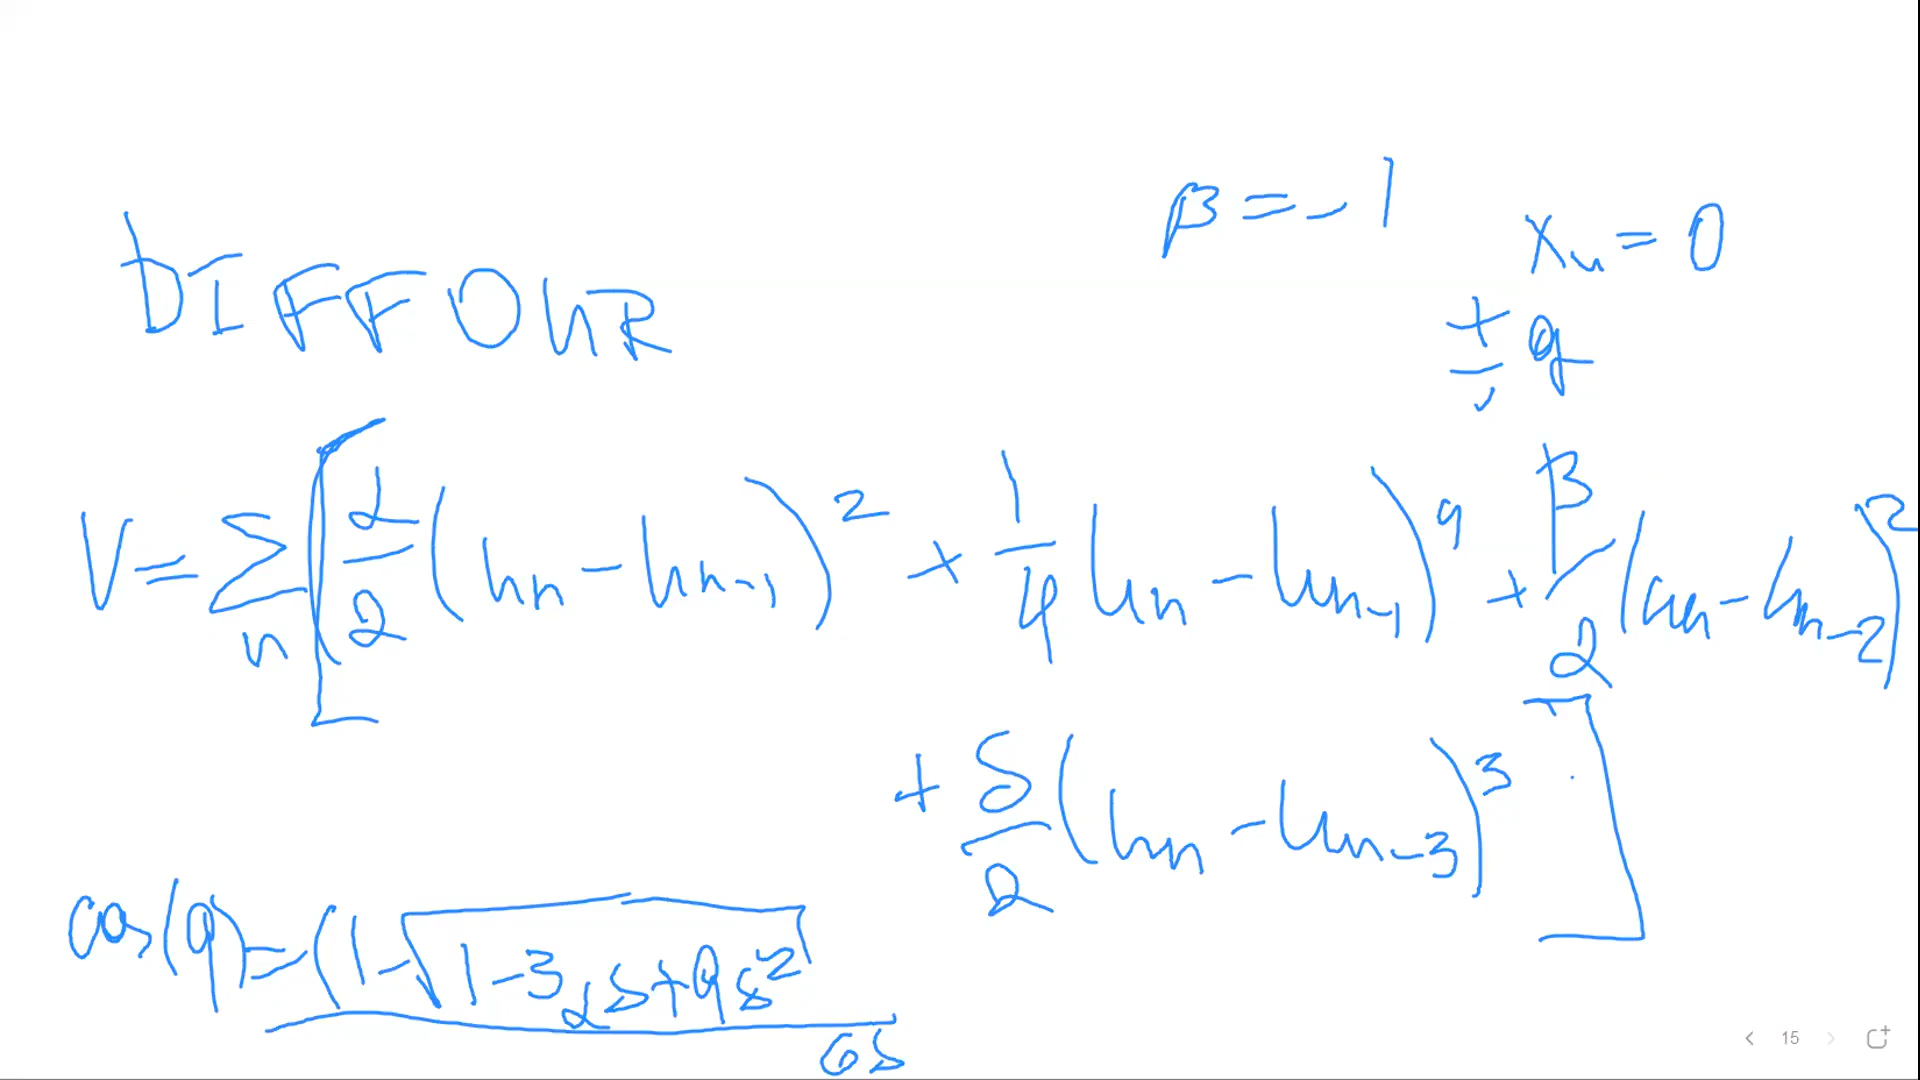 β = -1
x_n = 0
± q
DIFFOUR
V = Σ_n [ α/2 (u_n - u_{n-1})^2 + 1/4 (u_n - u_{n-1})^4 + β/2 (u_n - u_{n-2})^2
+ δ/2 (u_n - u_{n-3})^3 ]
cos(q) = (1 - √(1 - 3αδ + 9δ^2)) / 6δ
15